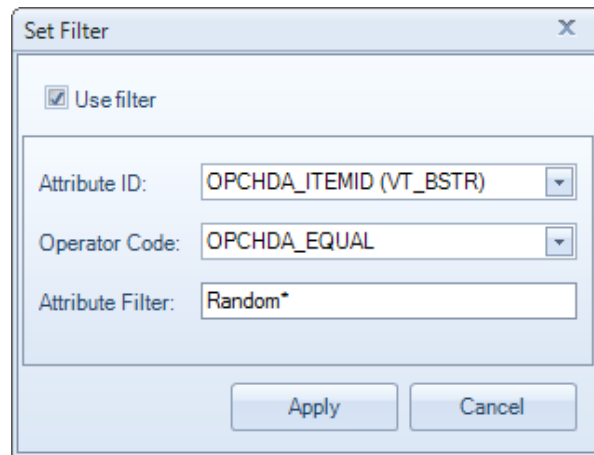 Set Filter
Use filter
Attribute ID: OPCHDA_ITEMID (VT_BSTR)
Operator Code: OPCHDA_EQUAL
Attribute Filter: Random*
Apply Cancel